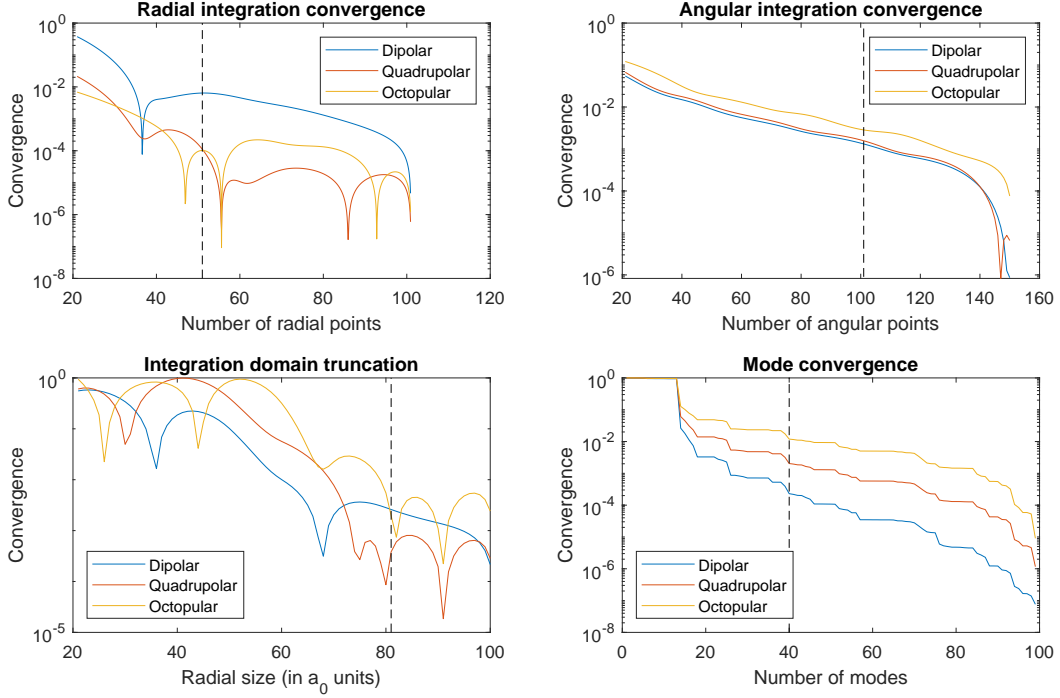 Radial integration convergence
Convergence
10^0
10^-2
10^-4
10^-6
10^-8
Dipolar
Quadrupolar
Octopular
20 40 60 80 100 120
Number of radial points
Angular integration convergence
Convergence
10^0
10^-2
10^-4
10^-6
Dipolar
Quadrupolar
Octopular
20 40 60 80 100 120 140 160
Number of angular points
Integration domain truncation
Convergence
10^0
10^-5
Dipolar
Quadrupolar
Octopular
20 40 60 80 100
Radial size (in a_0 units)
Mode convergence
Convergence
10^0
10^-2
10^-4
10^-6
10^-8
Dipolar
Quadrupolar
Octopular
0 20 40 60 80 100
Number of modes